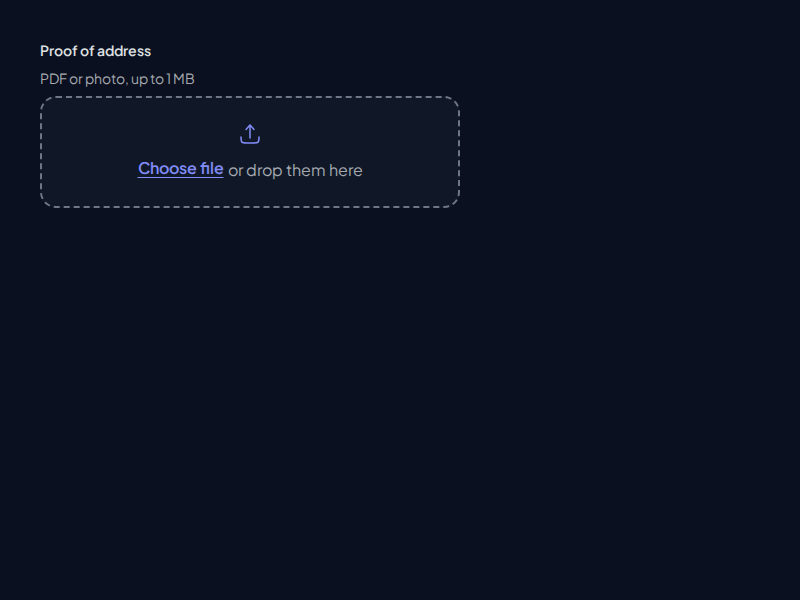 Proof of address
PDF or photo, up to 1 MB
Choose file or drop them here